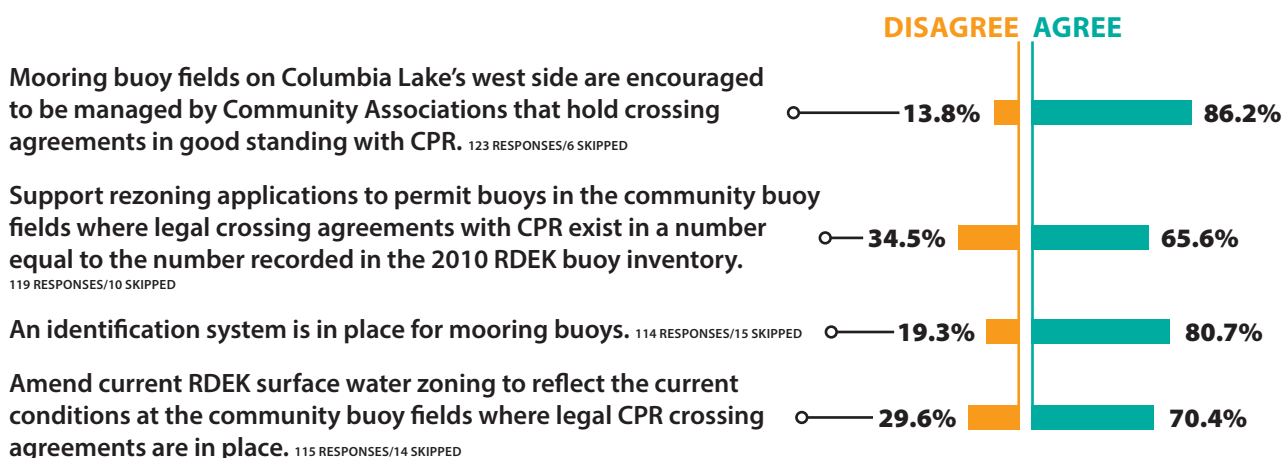 DISAGREE AGREE
Mooring buoy fields on Columbia Lake's west side are encouraged
to be managed by Community Associations that hold crossing
agreements in good standing with CPR. 123 RESPONSES/6 SKIPPED
13.8% 86.2%
Support rezoning applications to permit buoys in the community buoy
fields where legal crossing agreements with CPR exist in a number
equal to the number recorded in the 2010 RDEK buoy inventory.
119 RESPONSES/10 SKIPPED
34.5% 65.6%
An identification system is in place for mooring buoys. 114 RESPONSES/15 SKIPPED
19.3% 80.7%
Amend current RDEK surface water zoning to reflect the current
conditions at the community buoy fields where legal CPR crossing
agreements are in place. 115 RESPONSES/14 SKIPPED
29.6% 70.4%